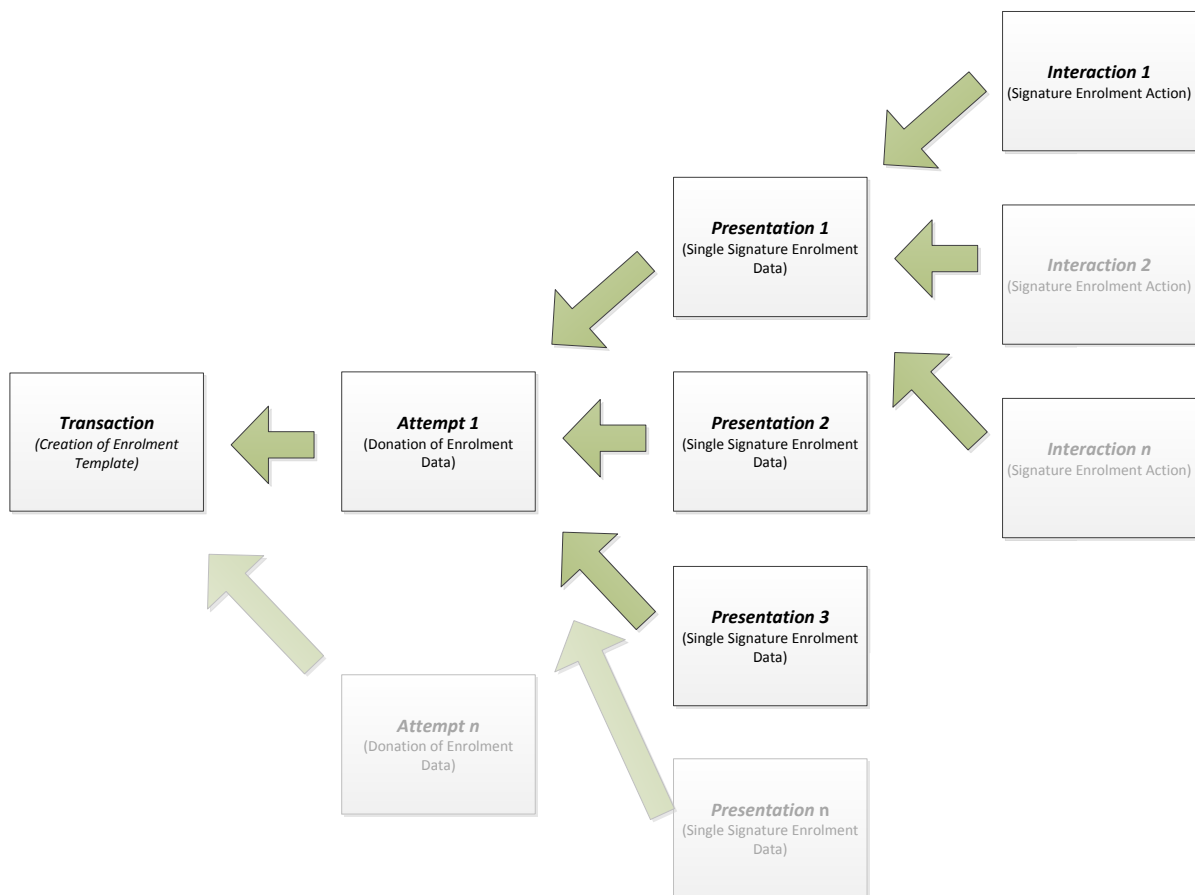 Interaction 1
(Signature Enrolment Action)
Presentation 1
(Single Signature Enrolment
Data)
Interaction 2
(Signature Enrolment Action)
Transaction
(Creation of Enrolment
Template)
Attempt 1
(Donation of Enrolment
Data)
Presentation 2
(Single Signature Enrolment
Data)
Interaction n
(Signature Enrolment Action)
Presentation 3
(Single Signature Enrolment
Data)
Attempt n
(Donation of Enrolment
Data)
Presentation n
(Single Signature Enrolment
Data)